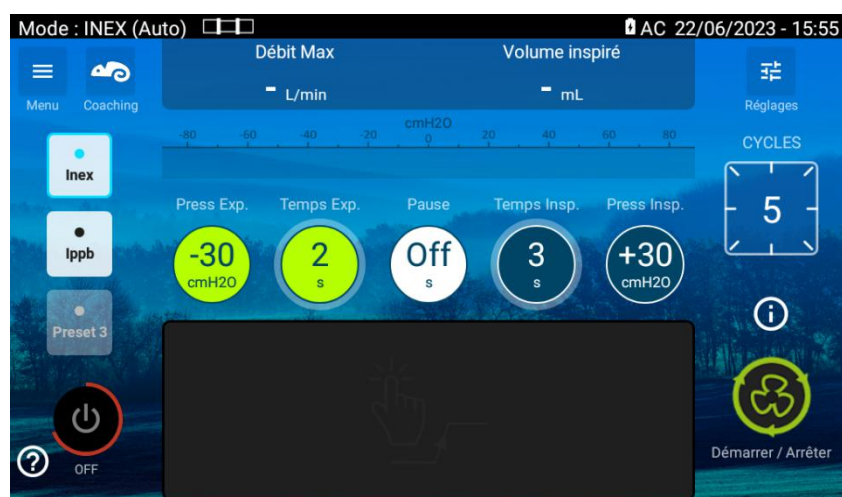 Mode : INEX (Auto)
AC 22/06/2023 - 15:55
Menu
Coaching
Débit Max
- L/min
Volume inspiré
- mL
Réglages
cmH2O
-80 -60 -40 -20 0 20 40 60 80
CYCLES
5
Inex
Ippb
Preset 3
Press Exp.
-30
cmH2O
Temps Exp.
2
s
Pause
Off
s
Temps Insp.
3
s
Press Insp.
+30
cmH2O
i
OFF
?
Démarrer / Arrêter